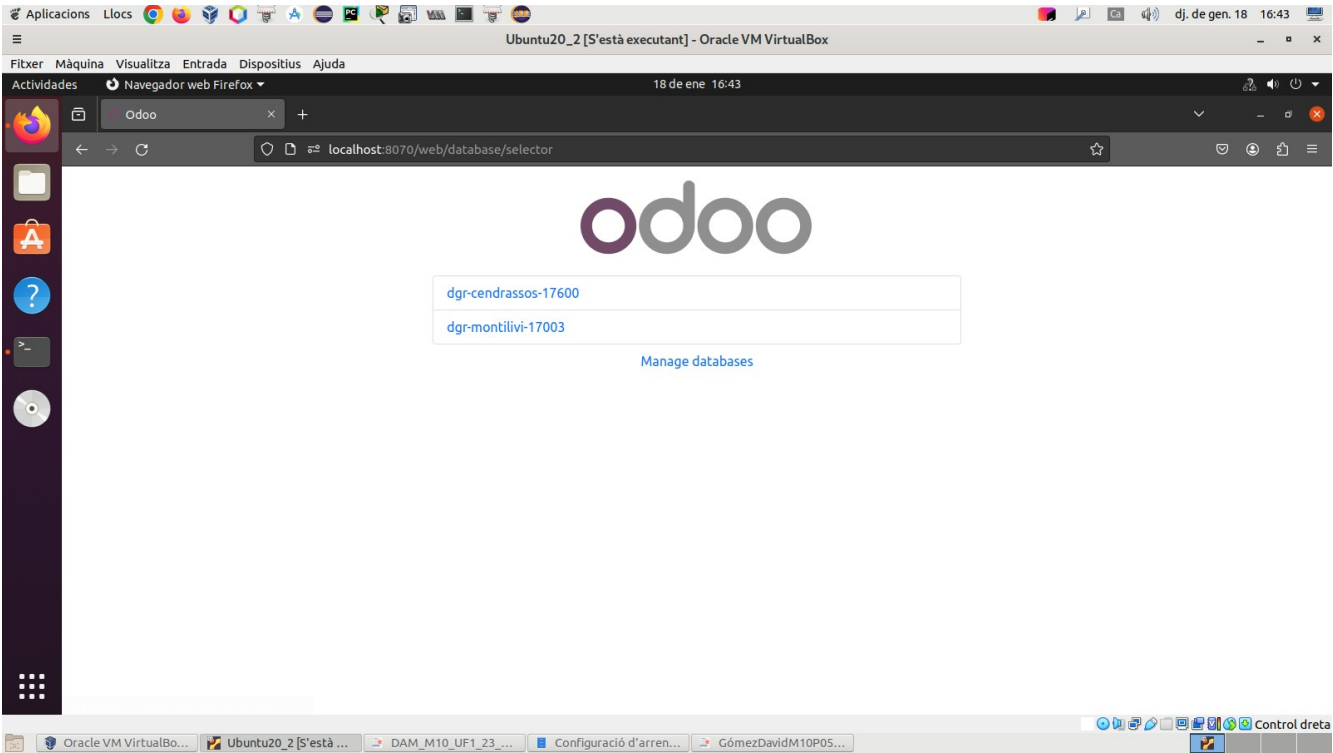 Aplicacions Llocs dj. de gen. 18 16:43
Ubuntu20_2 [S'està executant] - Oracle VM VirtualBox
Fitxer Màquina Visualitza Entrada Dispositius Ajuda
Actividades Navegador web Firefox 18 de ene 16:43
Odoo
localhost:8070/web/database/selector
odoo
dgr-cendrassos-17600
dgr-montilivi-17003
Manage databases
Control dreta
Oracle VM VirtualBo... Ubuntu20_2 [S'està ... DAM_M10_UF1_23_... Configuració d'arren... GómezDavidM10P05...